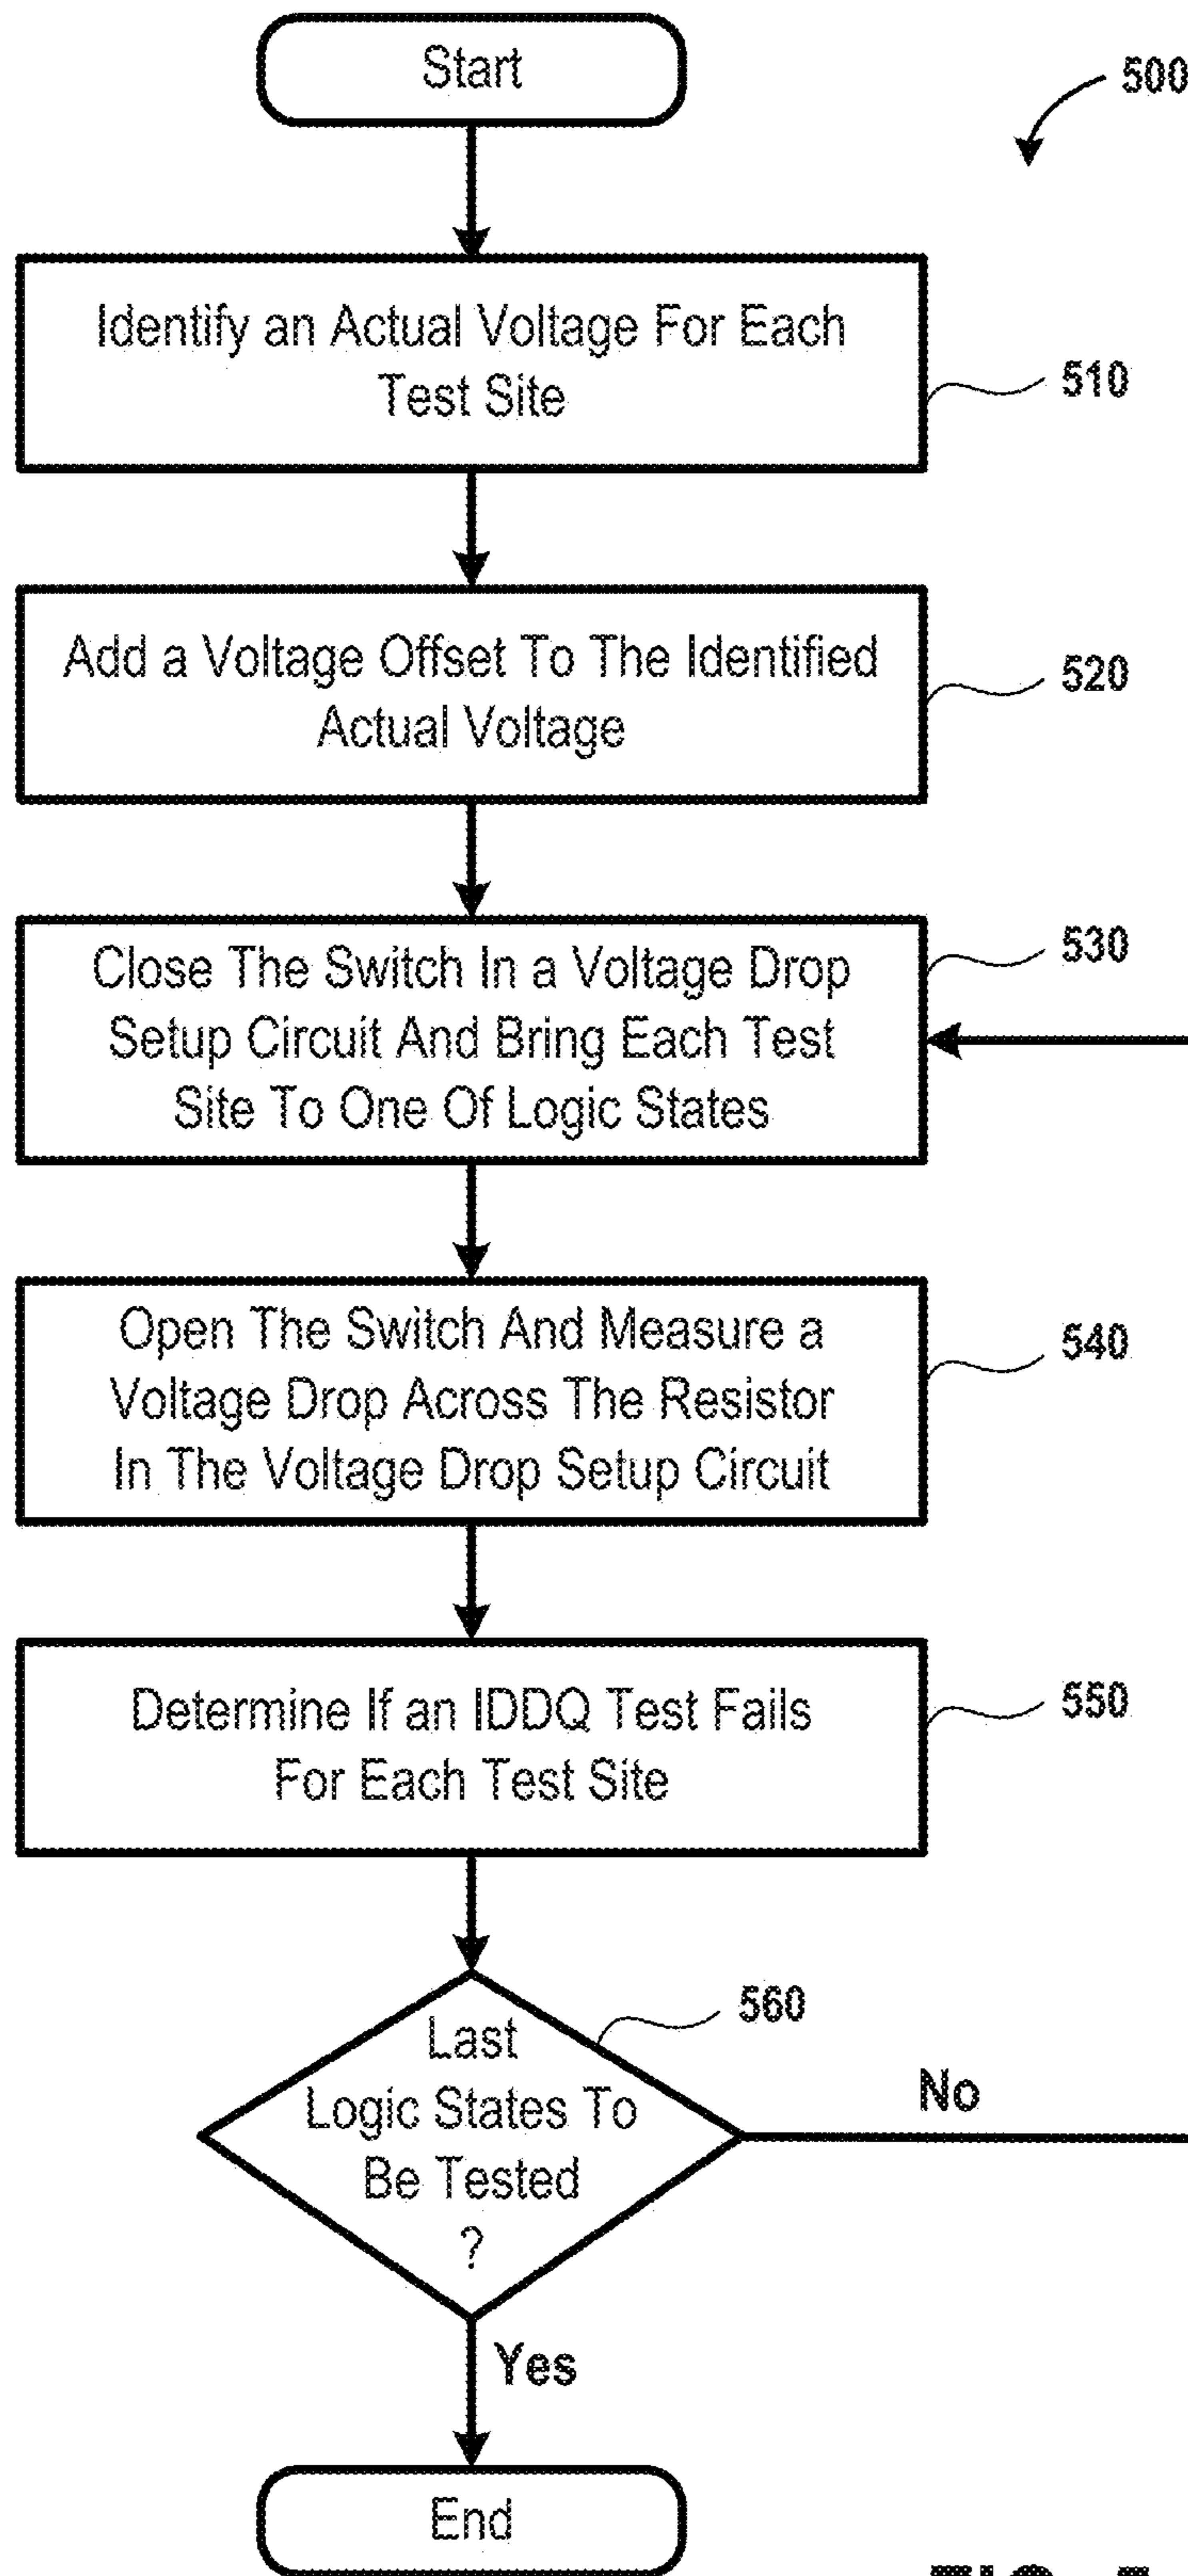 Start
500
Identify an Actual Voltage For Each
Test Site
510
Add a Voltage Offset To The Identified
Actual Voltage
520
Close The Switch In a Voltage Drop
Setup Circuit And Bring Each Test
Site To One Of Logic States
530
Open The Switch And Measure a
Voltage Drop Across The Resistor
In The Voltage Drop Setup Circuit
540
Determine If an IDDQ Test Fails
For Each Test Site
550
Last
Logic States To
Be Tested
?
560
No
Yes
End